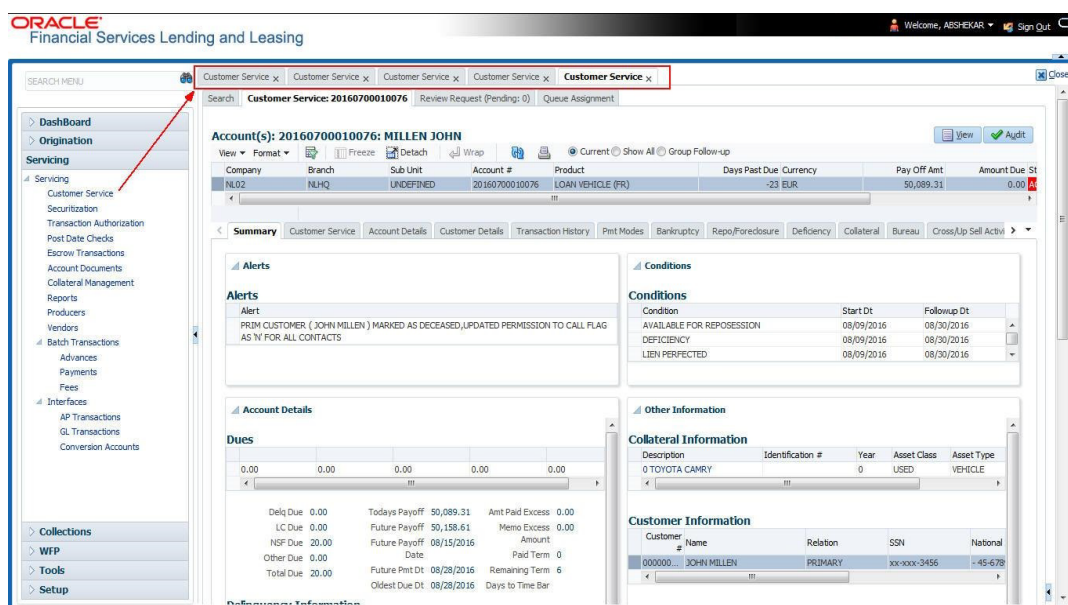 ORACLE
Financial Services Lending and Leasing
Welcome, ABSHEKAR
Sign Out
SEARCH MENU
Customer Service x Customer Service x Customer Service x Customer Service x Customer Service x
Close
Search Customer Service: 20160700010076 Review Request (Pending: 0) Queue Assignment
DashBoard
Origination
Servicing
Servicing
Customer Service
Securitization
Transaction Authorization
Post Date Checks
Escrow Transactions
Account Documents
Collateral Management
Reports
Producers
Vendors
Batch Transactions
Advances
Payments
Fees
Interfaces
AP Transactions
GL Transactions
Conversion Accounts
Collections
WFP
Tools
Setup
Account(s): 20160700010076: MILLEN JOHN
View Audit
View Format Freeze Detach Wrap Current Show All Group Follow-up
Company Branch Sub Unit Account # Product Days Past Due Currency Pay Off Amt Amount Due St
NL02 NLHQ UNDEFINED 20160700010076 LOAN VEHICLE (FR) -23 EUR 50,089.31 0.00
Summary Customer Service Account Details Customer Details Transaction History Pmt Modes Bankruptcy Repo/Foreclosure Deficiency Collateral Bureau Cross/Up Sell Activi
Alerts
Alerts
Alert
PRIM CUSTOMER ( JOHN MILLEN ) MARKED AS DECEASED,UPDATED PERMISSION TO CALL FLAG
AS 'N' FOR ALL CONTACTS
Conditions
Conditions
Condition Start Dt Followup Dt
AVAILABLE FOR REPOSESSION 08/09/2016 08/30/2016
DEFICIENCY 08/09/2016 08/30/2016
LIEN PERFECTED 08/09/2016 08/30/2016
Account Details
Dues
0.00 0.00 0.00 0.00 0.00
Delq Due 0.00 Todays Payoff 50,089.31 Amt Paid Excess 0.00
LC Due 0.00 Future Payoff 50,158.61 Memo Excess Amount 0.00
NSF Due 20.00 Future Payoff Date 08/15/2016 Paid Term 0
Other Due 0.00 Future Pmt Dt 08/28/2016 Remaining Term 6
Total Due 20.00 Oldest Due Dt 08/28/2016 Days to Time Bar
Delinquency Information
Other Information
Collateral Information
Description Identification # Year Asset Class Asset Type
0 TOYOTA CAMRY 0 USED VEHICLE
Customer Information
Customer # Name Relation SSN National
000000... JOHN MILLEN PRIMARY xx-xxx-3456 - 45-678